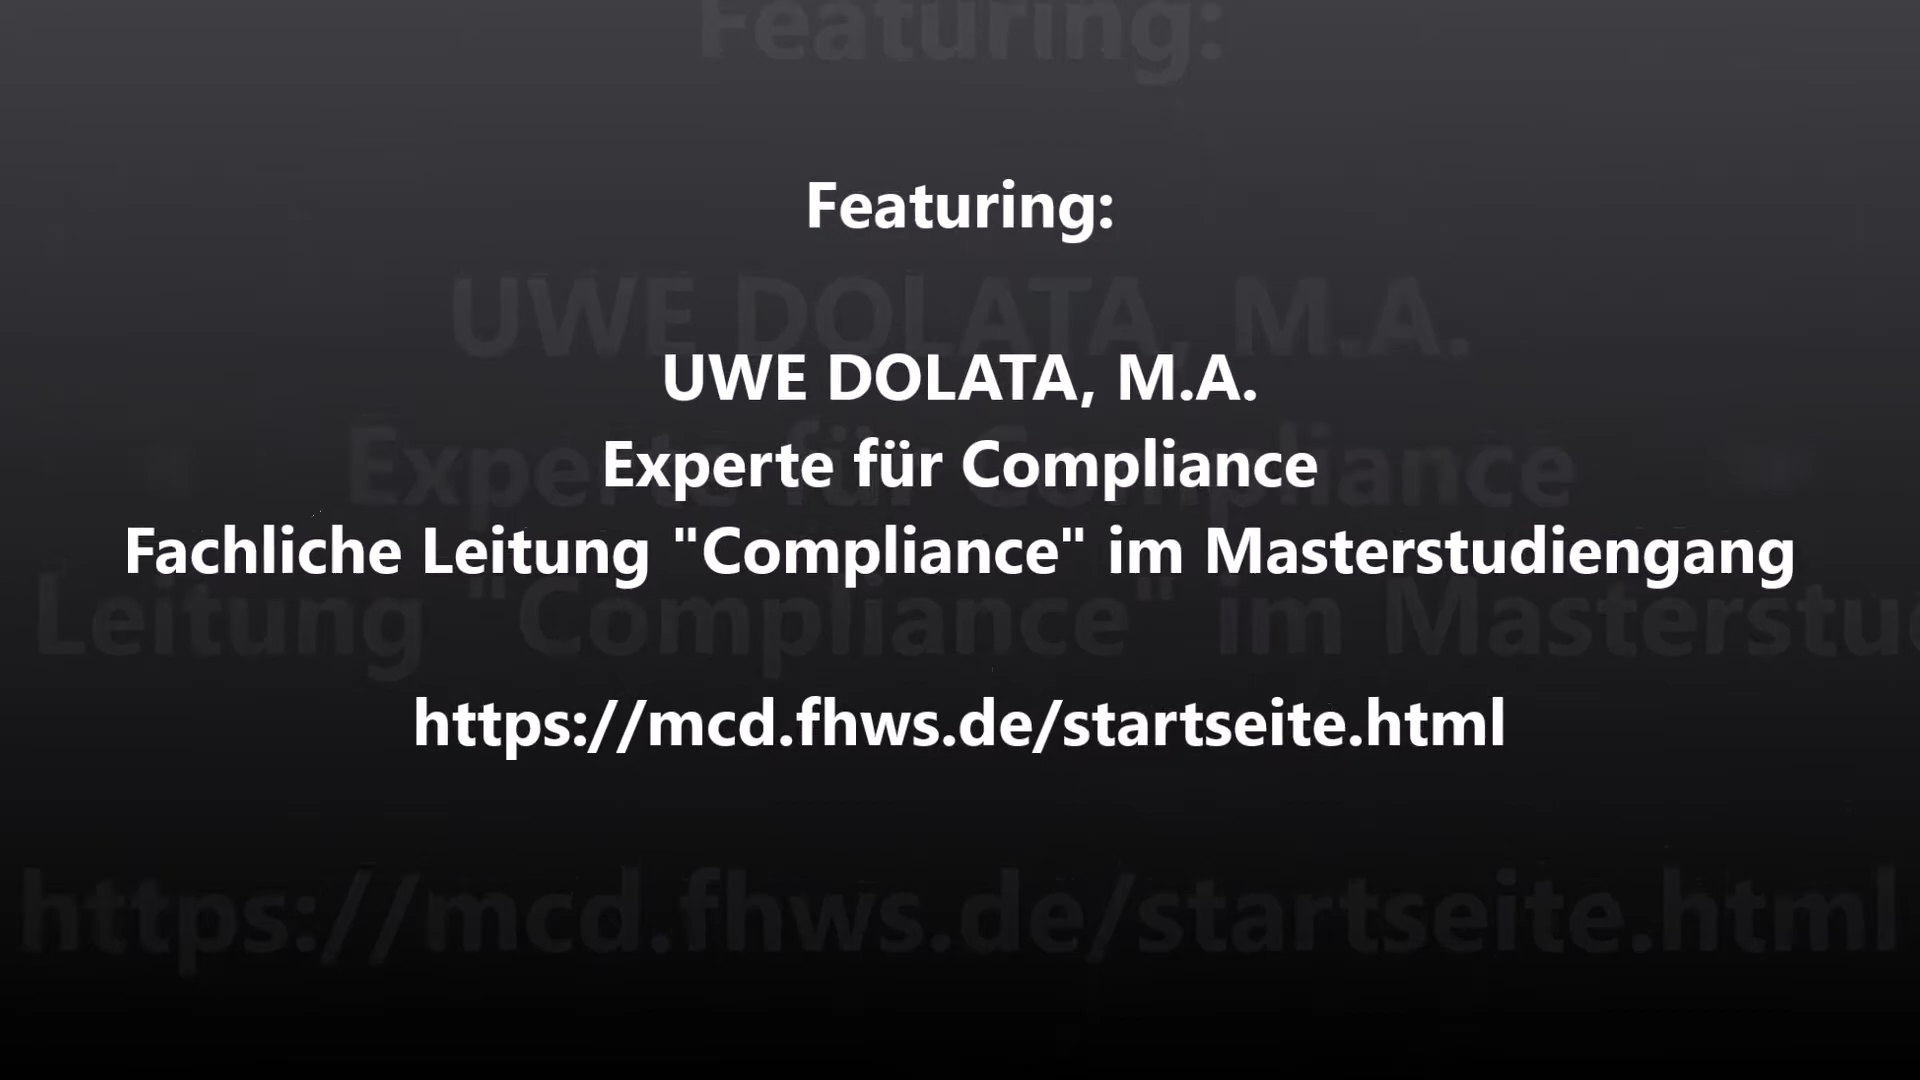 Featuring:
UWE DOLATA, M.A.
Experte für Compliance
Fachliche Leitung "Compliance" im Masterstudiengang
https://mcd.fhws.de/startseite.html